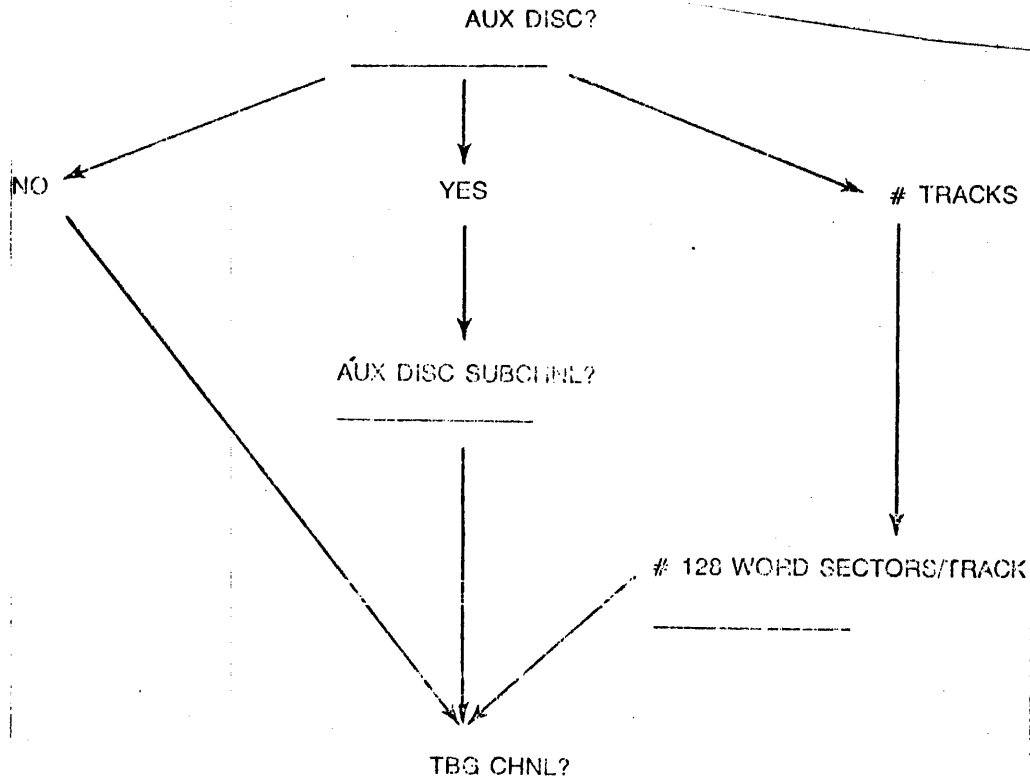 AUX DISC?
NO
YES
# TRACKS
AUX DISC SUBCHNL?
# 128 WORD SECTORS/TRACK
TBG CHNL?